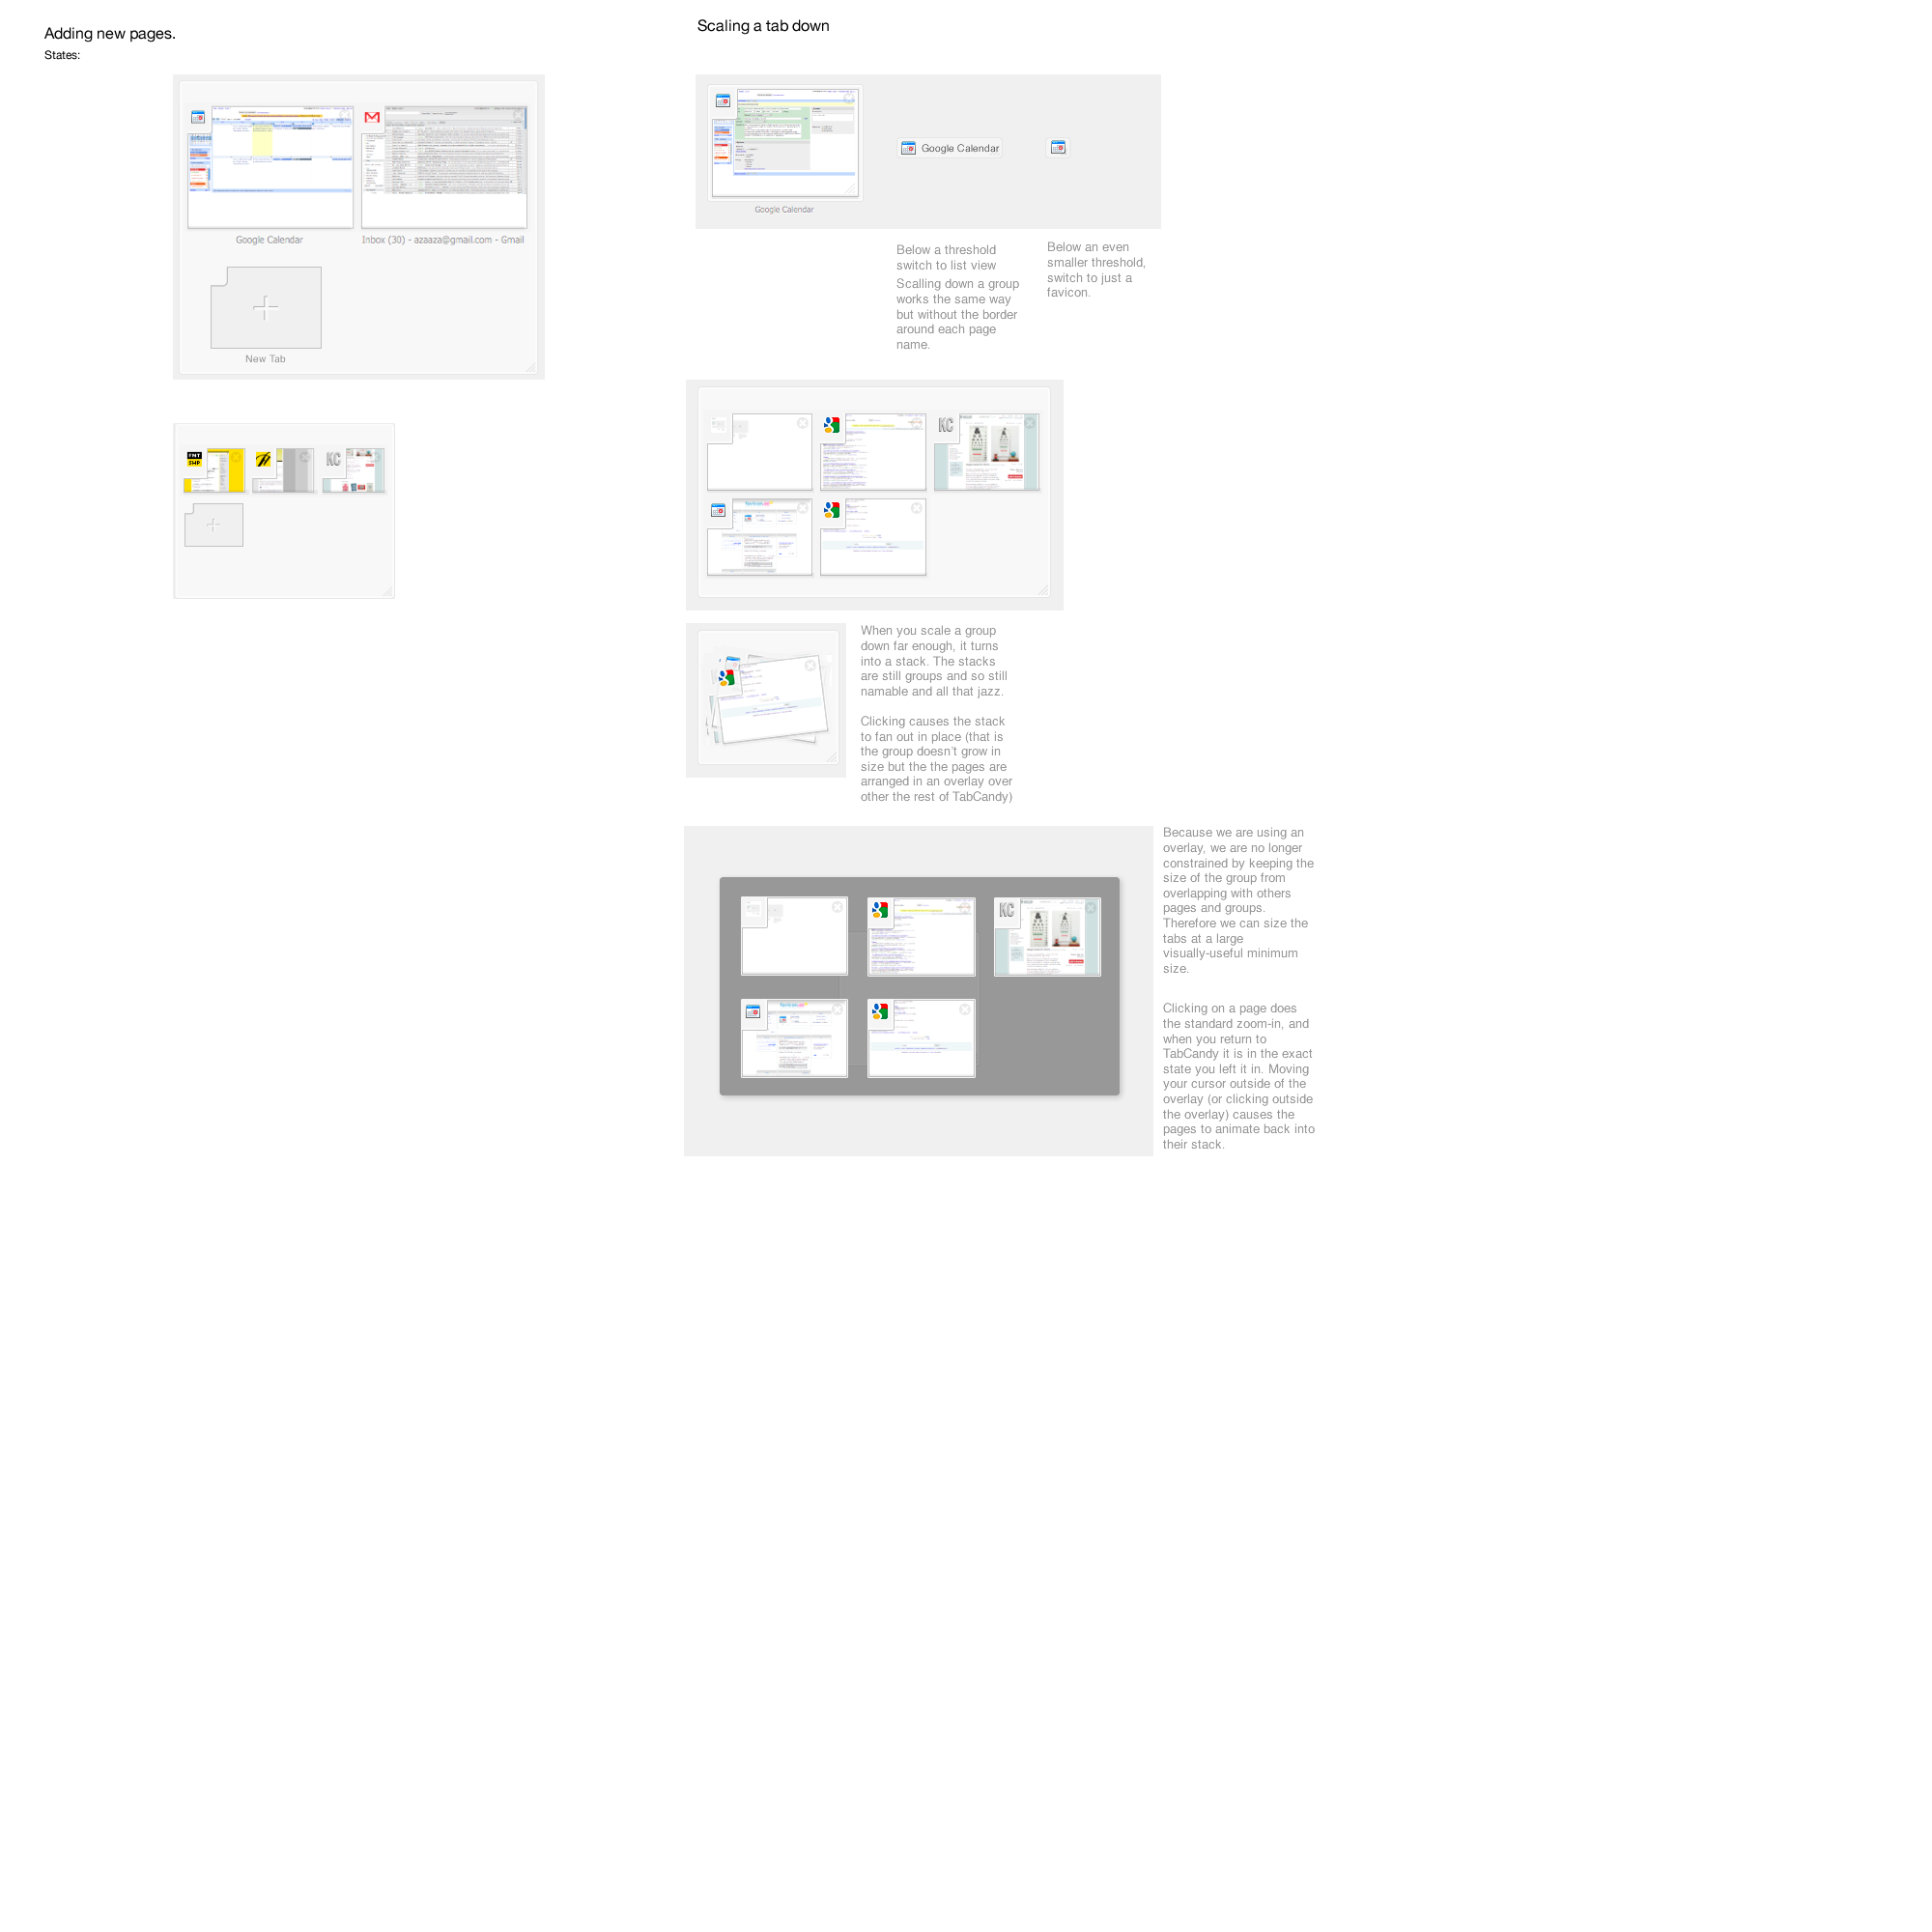 Adding new pages.
States:
Google Calendar
Inbox (30) - azaaza@gmail.com - Gmail
New Tab
FNT
SHP
KC
Scaling a tab down
Google Calendar
Google Calendar
Below a threshold
switch to list view
Scalling down a group
works the same way
but without the border
around each page
name.
Below an even
smaller threshold,
switch to just a
favicon.
KC
When you scale a group
down far enough, it turns
into a stack. The stacks
are still groups and so still
namable and all that jazz.
Clicking causes the stack
to fan out in place (that is
the group doesn't grow in
size but the the pages are
arranged in an overlay over
other the rest of TabCandy)
KC
Because we are using an
overlay, we are no longer
constrained by keeping the
size of the group from
overlapping with others
pages and groups.
Therefore we can size the
tabs at a large
visually-useful minimum
size.
Clicking on a page does
the standard zoom-in, and
when you return to
TabCandy it is in the exact
state you left it in. Moving
your cursor outside of the
overlay (or clicking outside
the overlay) causes the
pages to animate back into
their stack.